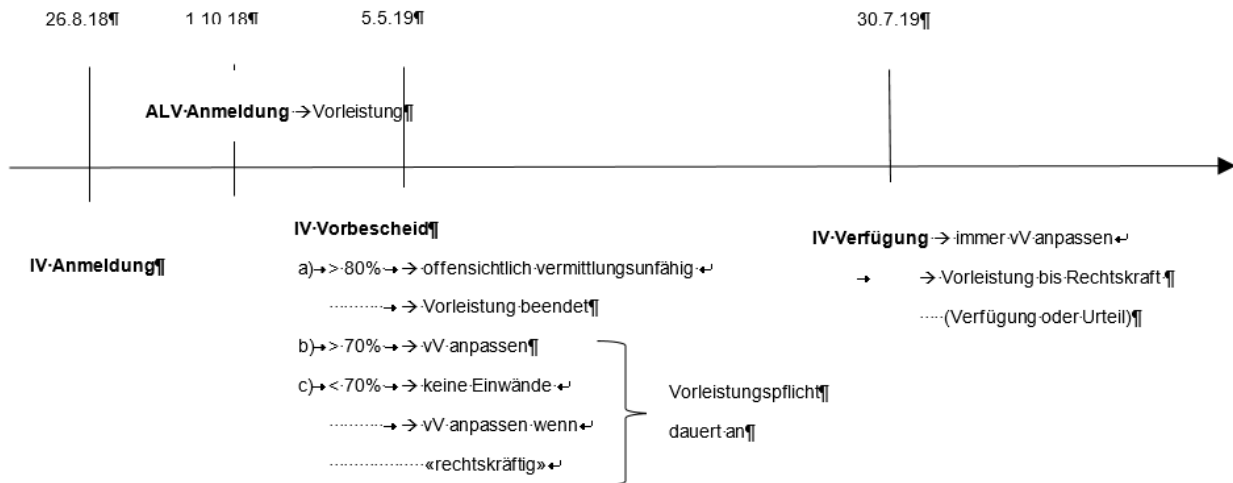 26.8.18¶ 1 10 18¶ 5.5.19¶ 30.7.19¶
ALV·Anmeldung·→Vorleistung¶
IV·Vorbescheid¶
a)→>·80%·→→·offensichtlich·vermittlungsunfähig·↵
··········→→·Vorleistung·beendet¶
b)→>·70%·→→·vV·anpassen¶
c)→<·70%·→→·keine·Einwände·↵
··········→→·vV·anpassen·wenn↵
··················«rechtskräftig»↵
IV·Anmeldung¶
Vorleistungspflicht¶
dauert·an¶
IV·Verfügung·→·immer·vV·anpassen↵
→ →·Vorleistung·bis·Rechtskraft·¶
·····(Verfügung·oder·Urteil)¶